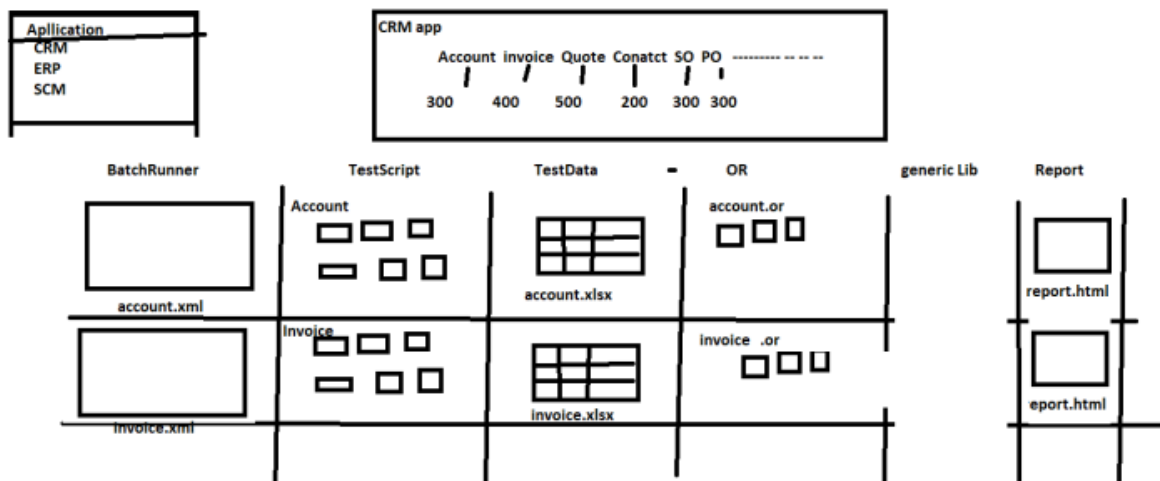 Apllication
CRM
ERP
SCM
CRM app
Account invoice Quote Conatct SO PO --------- -- -- --
300 400 500 200 300 300
BatchRunner TestScript TestData - OR generic Lib Report
Account account.or
account.xml account.xlsx report.html
Invoice invoice .or
invoice.xml invoice.xlsx eport.html